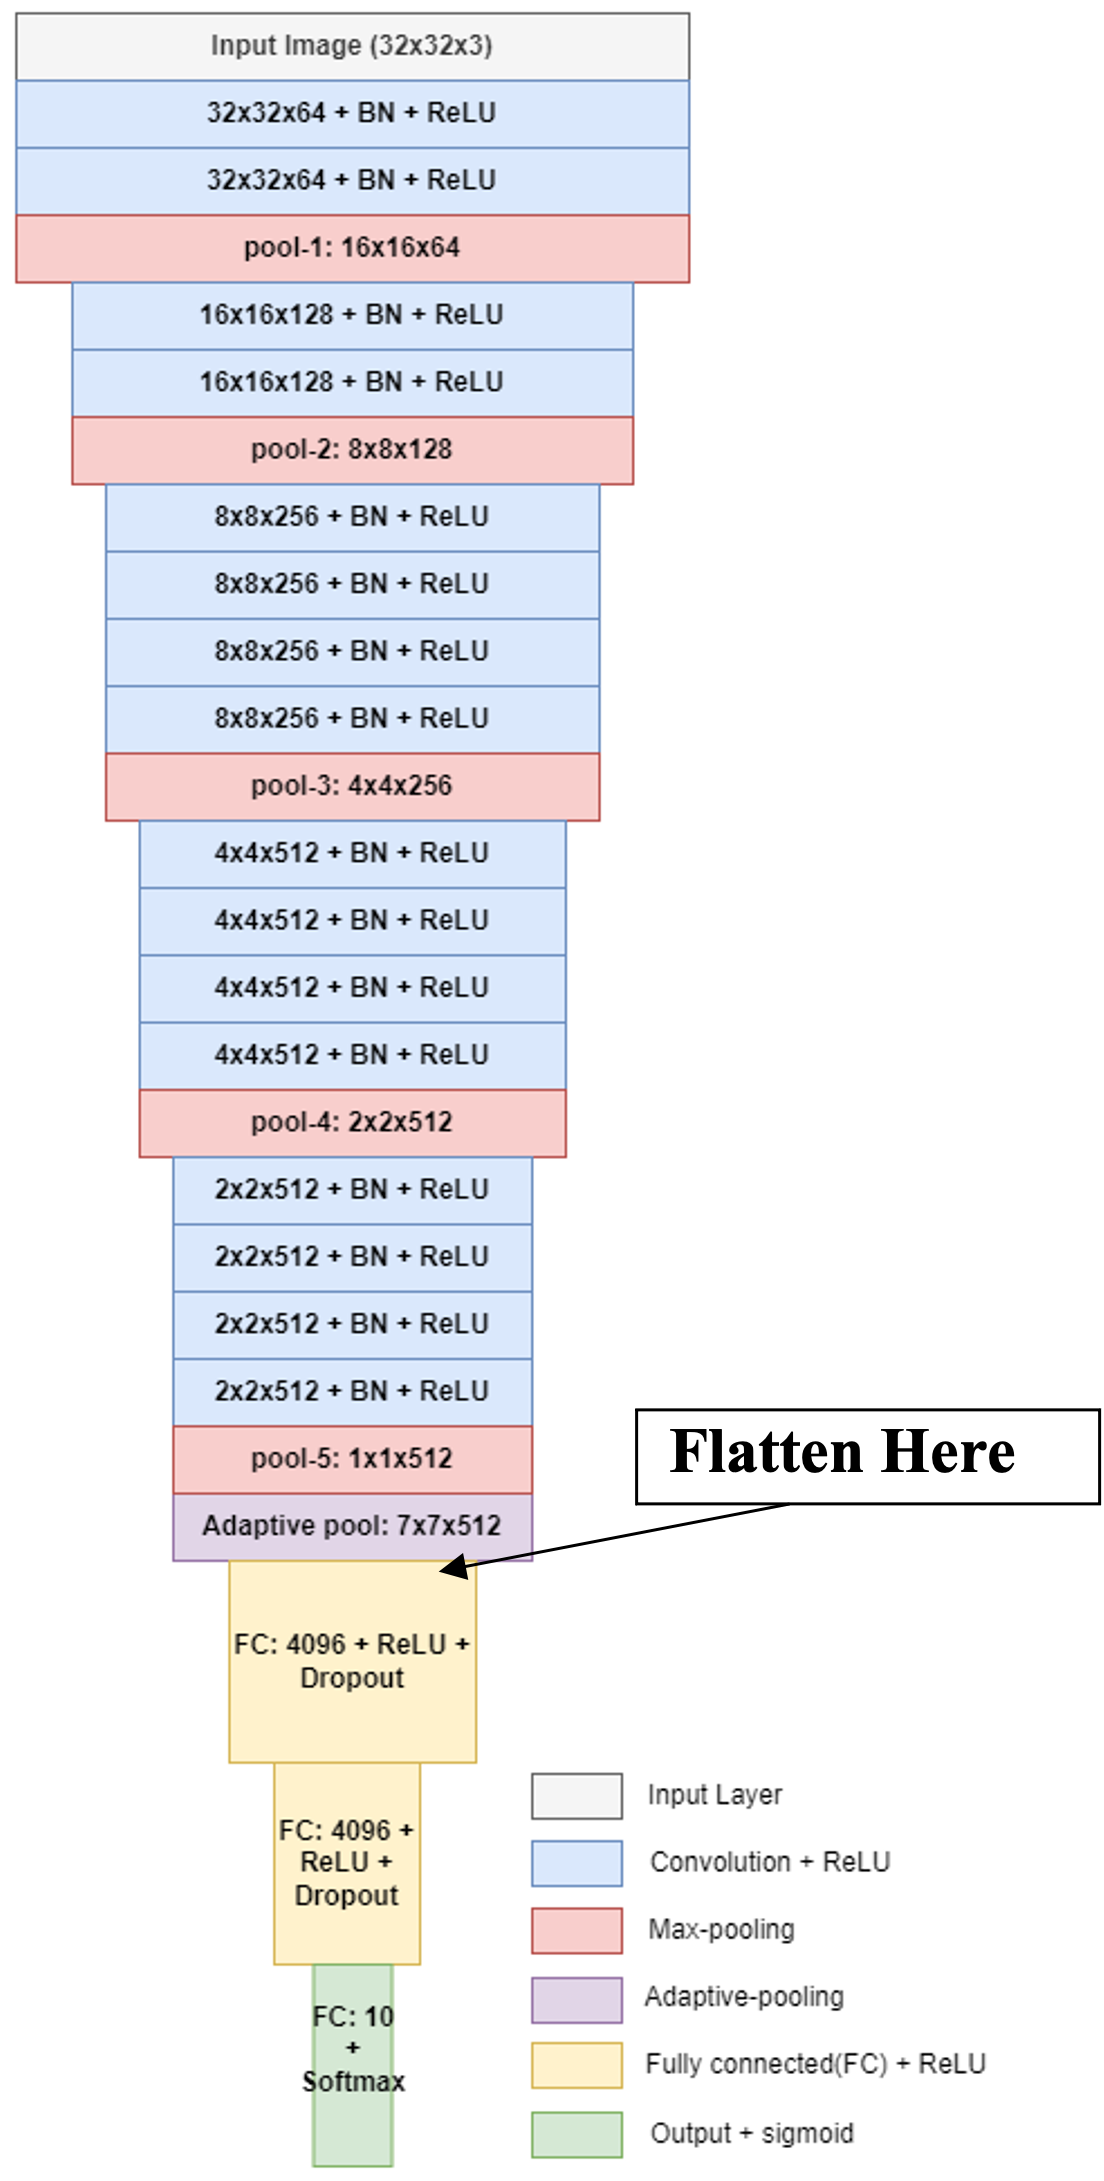 Input Image (32x32x3)
32x32x64 + BN + ReLU
32x32x64 + BN + ReLU
pool-1: 16x16x64
16x16x128 + BN + ReLU
16x16x128 + BN + ReLU
pool-2: 8x8x128
8x8x256 + BN + ReLU
8x8x256 + BN + ReLU
8x8x256 + BN + ReLU
8x8x256 + BN + ReLU
pool-3: 4x4x256
4x4x512 + BN + ReLU
4x4x512 + BN + ReLU
4x4x512 + BN + ReLU
4x4x512 + BN + ReLU
pool-4: 2x2x512
2x2x512 + BN + ReLU
2x2x512 + BN + ReLU
2x2x512 + BN + ReLU
2x2x512 + BN + ReLU
pool-5: 1x1x512
Flatten Here
Adaptive pool: 7x7x512
FC: 4096 + ReLU +
Dropout
FC: 4096 +
ReLU +
Dropout
FC: 10
+
Softmax
Input Layer
Convolution + ReLU
Max-pooling
Adaptive-pooling
Fully connected(FC) + ReLU
Output + sigmoid